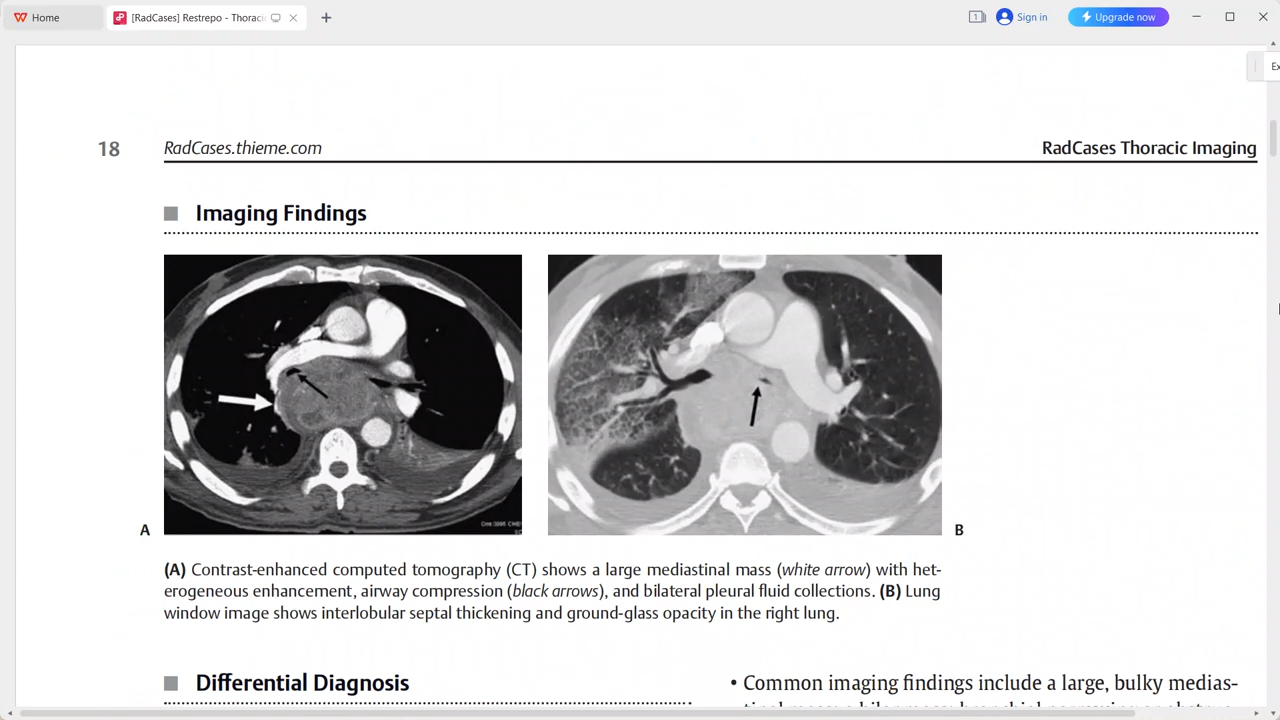 Home
[RadCases] Restrepo - Thoracic
Sign in
Upgrade now
18
RadCases.thieme.com
RadCases Thoracic Imaging
Imaging Findings
A
B
(A) Contrast-enhanced computed tomography (CT) shows a large mediastinal mass (white arrow) with het-
erogeneous enhancement, airway compression (black arrows), and bilateral pleural fluid collections. (B) Lung
window image shows interlobular septal thickening and ground-glass opacity in the right lung.
Differential Diagnosis
• Common imaging findings include a large, bulky medias-